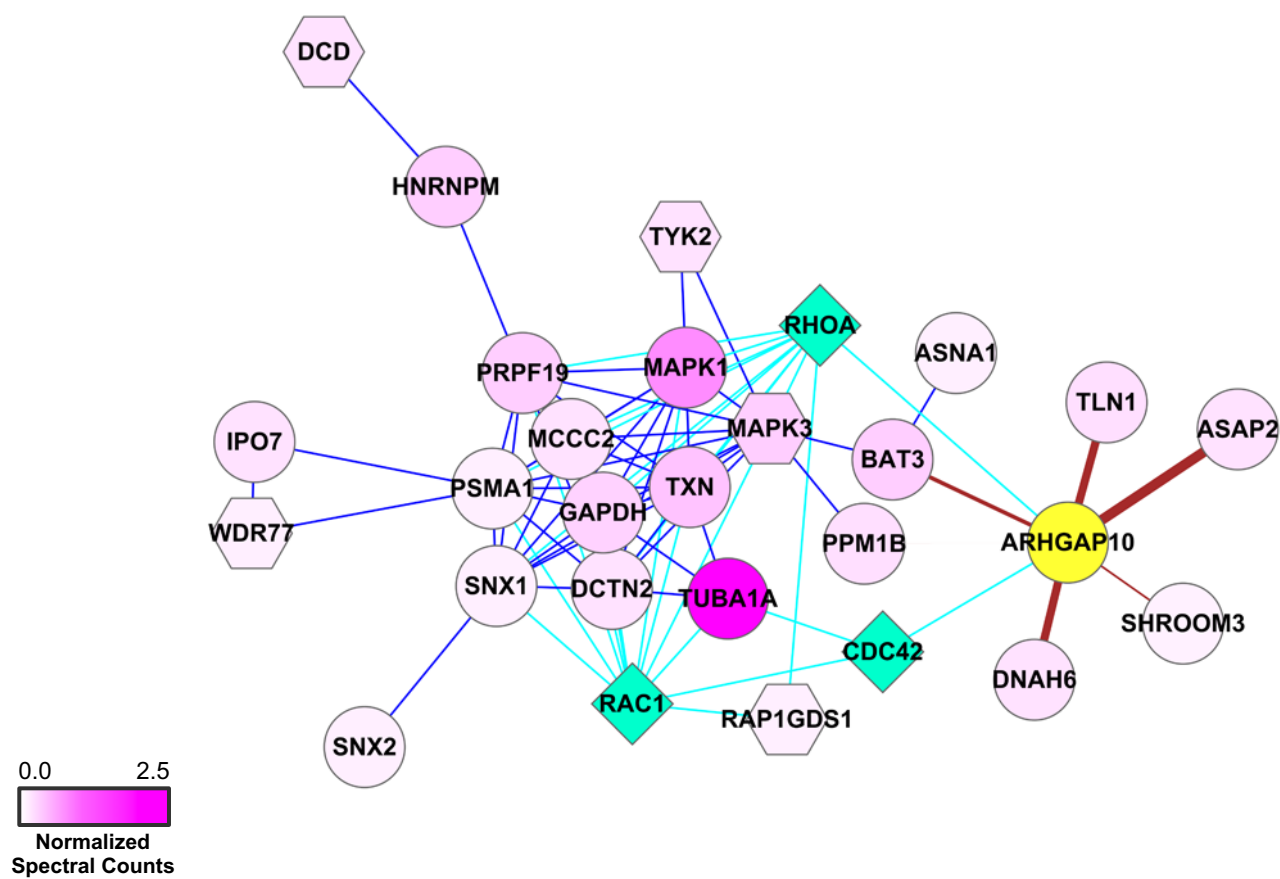 DCD
HNRNPM
TYK2
RHOA
ASNA1
PRPF19
MAPK1
TLN1
ASAP2
MCCC2
MAPK3
IPO7
BAT3
PSMA1
TXN
GAPDH
WDR77
PPM1B
ARHGAP10
SNX1
DCTN2
TUBA1A
SHROOM3
CDC42
DNAH6
RAC1
RAP1GDS1
SNX2
0.0 2.5
Normalized
Spectral Counts